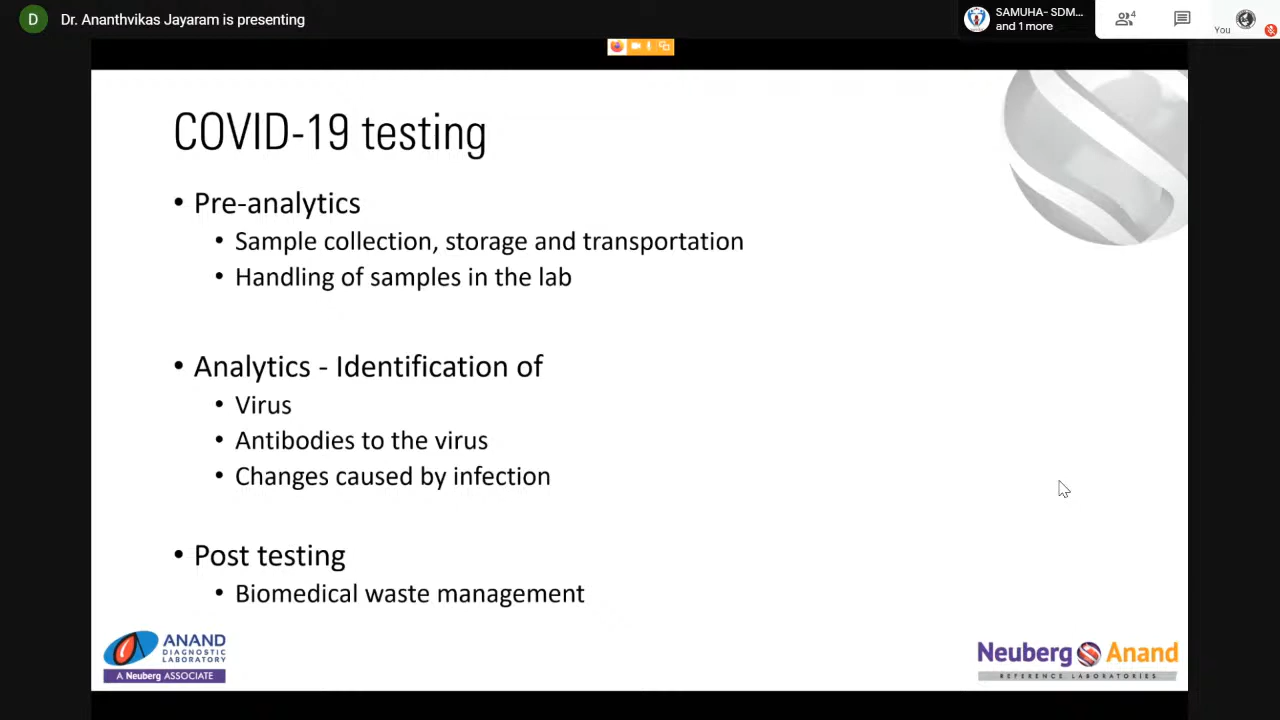 D
Dr. Ananthvikas Jayaram is presenting
SAMUHA- SDM...
and 1 more
4
You
COVID-19 testing
• Pre-analytics
• Sample collection, storage and transportation
• Handling of samples in the lab
• Analytics - Identification of
• Virus
• Antibodies to the virus
• Changes caused by infection
• Post testing
• Biomedical waste management
ANAND
DIAGNOSTIC
LABORATORY
A Neuberg ASSOCIATE
Neuberg Anand
REFERENCE LABORATORIES